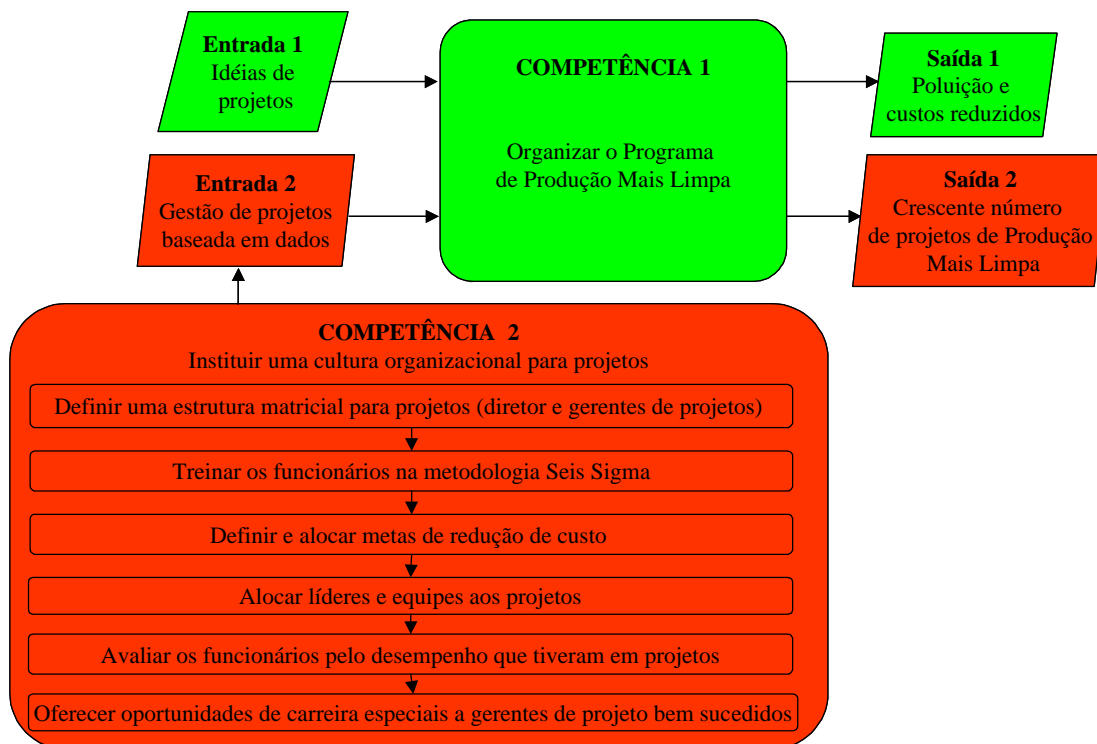 Entrada 1
Idéias de
projetos
COMPETÊNCIA 1
Organizar o Programa
de Produção Mais Limpa
Saída 1
Poluição e
custos reduzidos
Entrada 2
Gestão de projetos
baseada em dados
Saída 2
Crescente número
de projetos de Produção
Mais Limpa
COMPETÊNCIA 2
Instituir uma cultura organizacional para projetos
Definir uma estrutura matricial para projetos (diretor e gerentes de projetos)
Treinar os funcionários na metodologia Seis Sigma
Definir e alocar metas de redução de custo
Alocar líderes e equipes aos projetos
Avaliar os funcionários pelo desempenho que tiveram em projetos
Oferecer oportunidades de carreira especiais a gerentes de projeto bem sucedidos